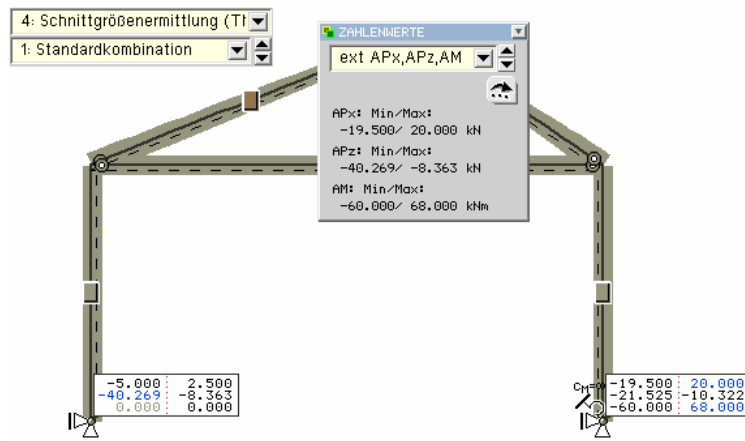 4: Schnittgrößenermittlung (Th
1: Standardkombination
ZAHLENWERTE
ext APx,APz,AM
APx: Min/Max:
-19.500/ 20.000 kN
APz: Min/Max:
-40.269/ -8.363 kN
AM: Min/Max:
-60.000/ 68.000 kNm
-5.000 2.500
-40.269 -8.363
0.000 0.000
CM=∞
-19.500 20.000
-21.525 -10.322
-60.000 68.000